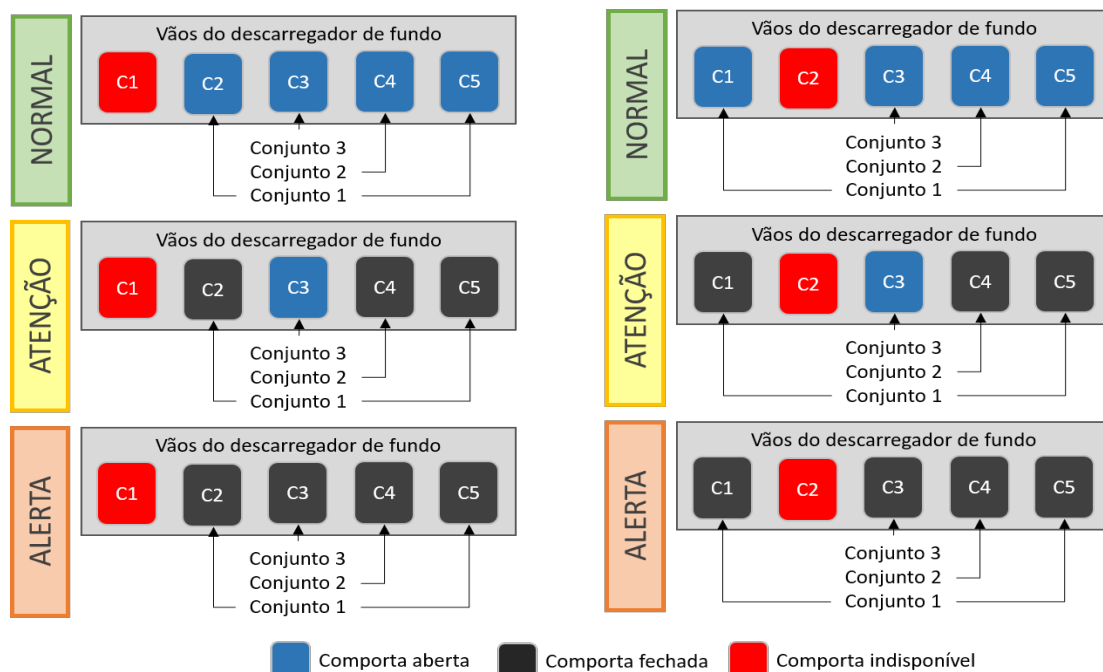 NORMAL
Vãos do descarregador de fundo
C1 C2 C3 C4 C5
Conjunto 3
Conjunto 2
Conjunto 1
ATENÇÃO
Vãos do descarregador de fundo
C1 C2 C3 C4 C5
Conjunto 3
Conjunto 2
Conjunto 1
ALERTA
Vãos do descarregador de fundo
C1 C2 C3 C4 C5
Conjunto 3
Conjunto 2
Conjunto 1
NORMAL
Vãos do descarregador de fundo
C1 C2 C3 C4 C5
Conjunto 3
Conjunto 2
Conjunto 1
ATENÇÃO
Vãos do descarregador de fundo
C1 C2 C3 C4 C5
Conjunto 3
Conjunto 2
Conjunto 1
ALERTA
Vãos do descarregador de fundo
C1 C2 C3 C4 C5
Conjunto 3
Conjunto 2
Conjunto 1
Comporta aberta Comporta fechada Comporta indisponível